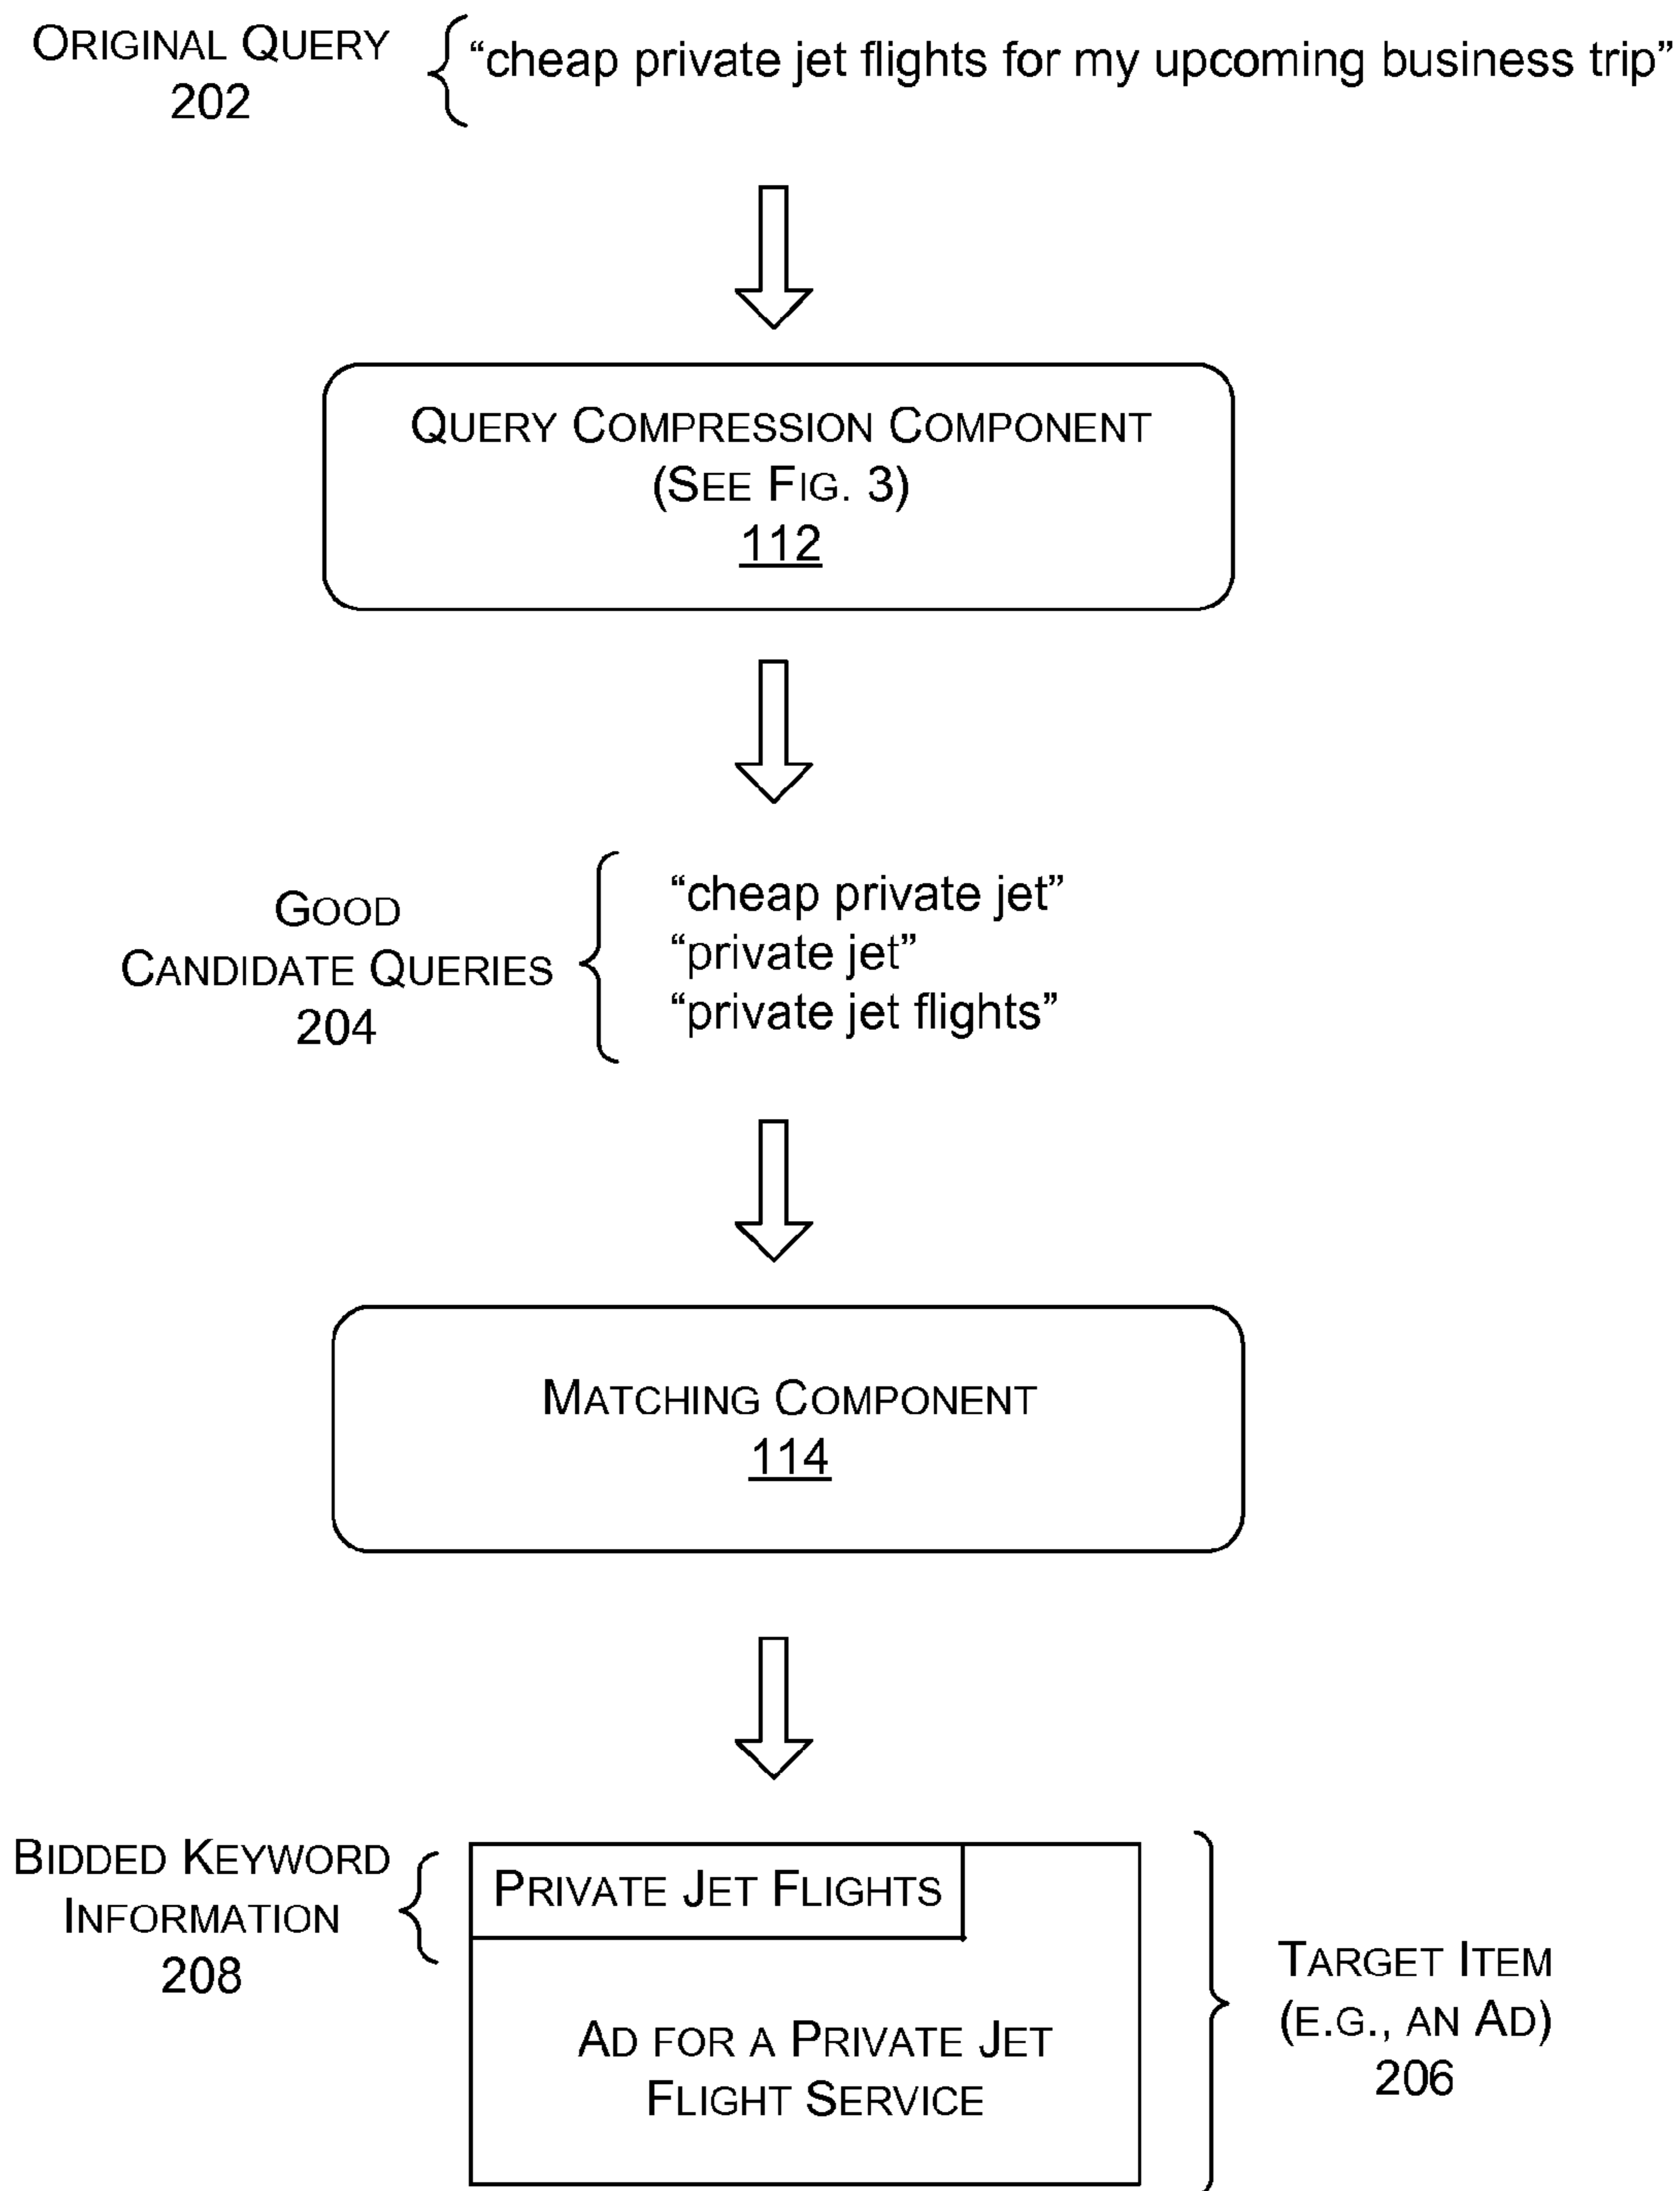 ORIGINAL QUERY
202
“cheap private jet flights for my upcoming business trip”
QUERY COMPRESSION COMPONENT
(SEE FIG. 3)
112
GOOD
CANDIDATE QUERIES
204
“cheap private jet”
“private jet”
“private jet flights”
MATCHING COMPONENT
114
BIDDED KEYWORD
INFORMATION
208
PRIVATE JET FLIGHTS
AD FOR A PRIVATE JET
FLIGHT SERVICE
TARGET ITEM
(E.G., AN AD)
206